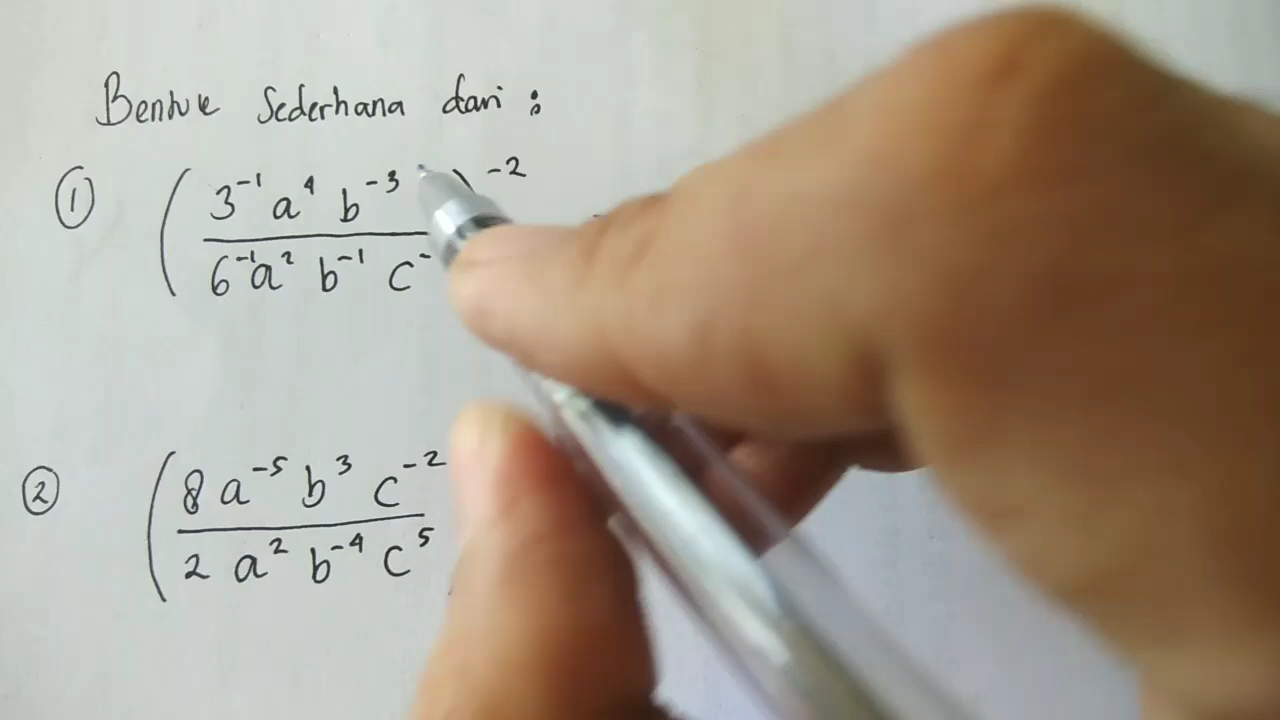 Bentuk Sederhana dari :
① ( 3⁻¹ a⁴ b⁻³ ) ⁻²
6⁻¹ a² b⁻¹ c⁻
② ( 8 a⁻⁵ b³ c⁻²
2 a² b⁻⁴ c⁵